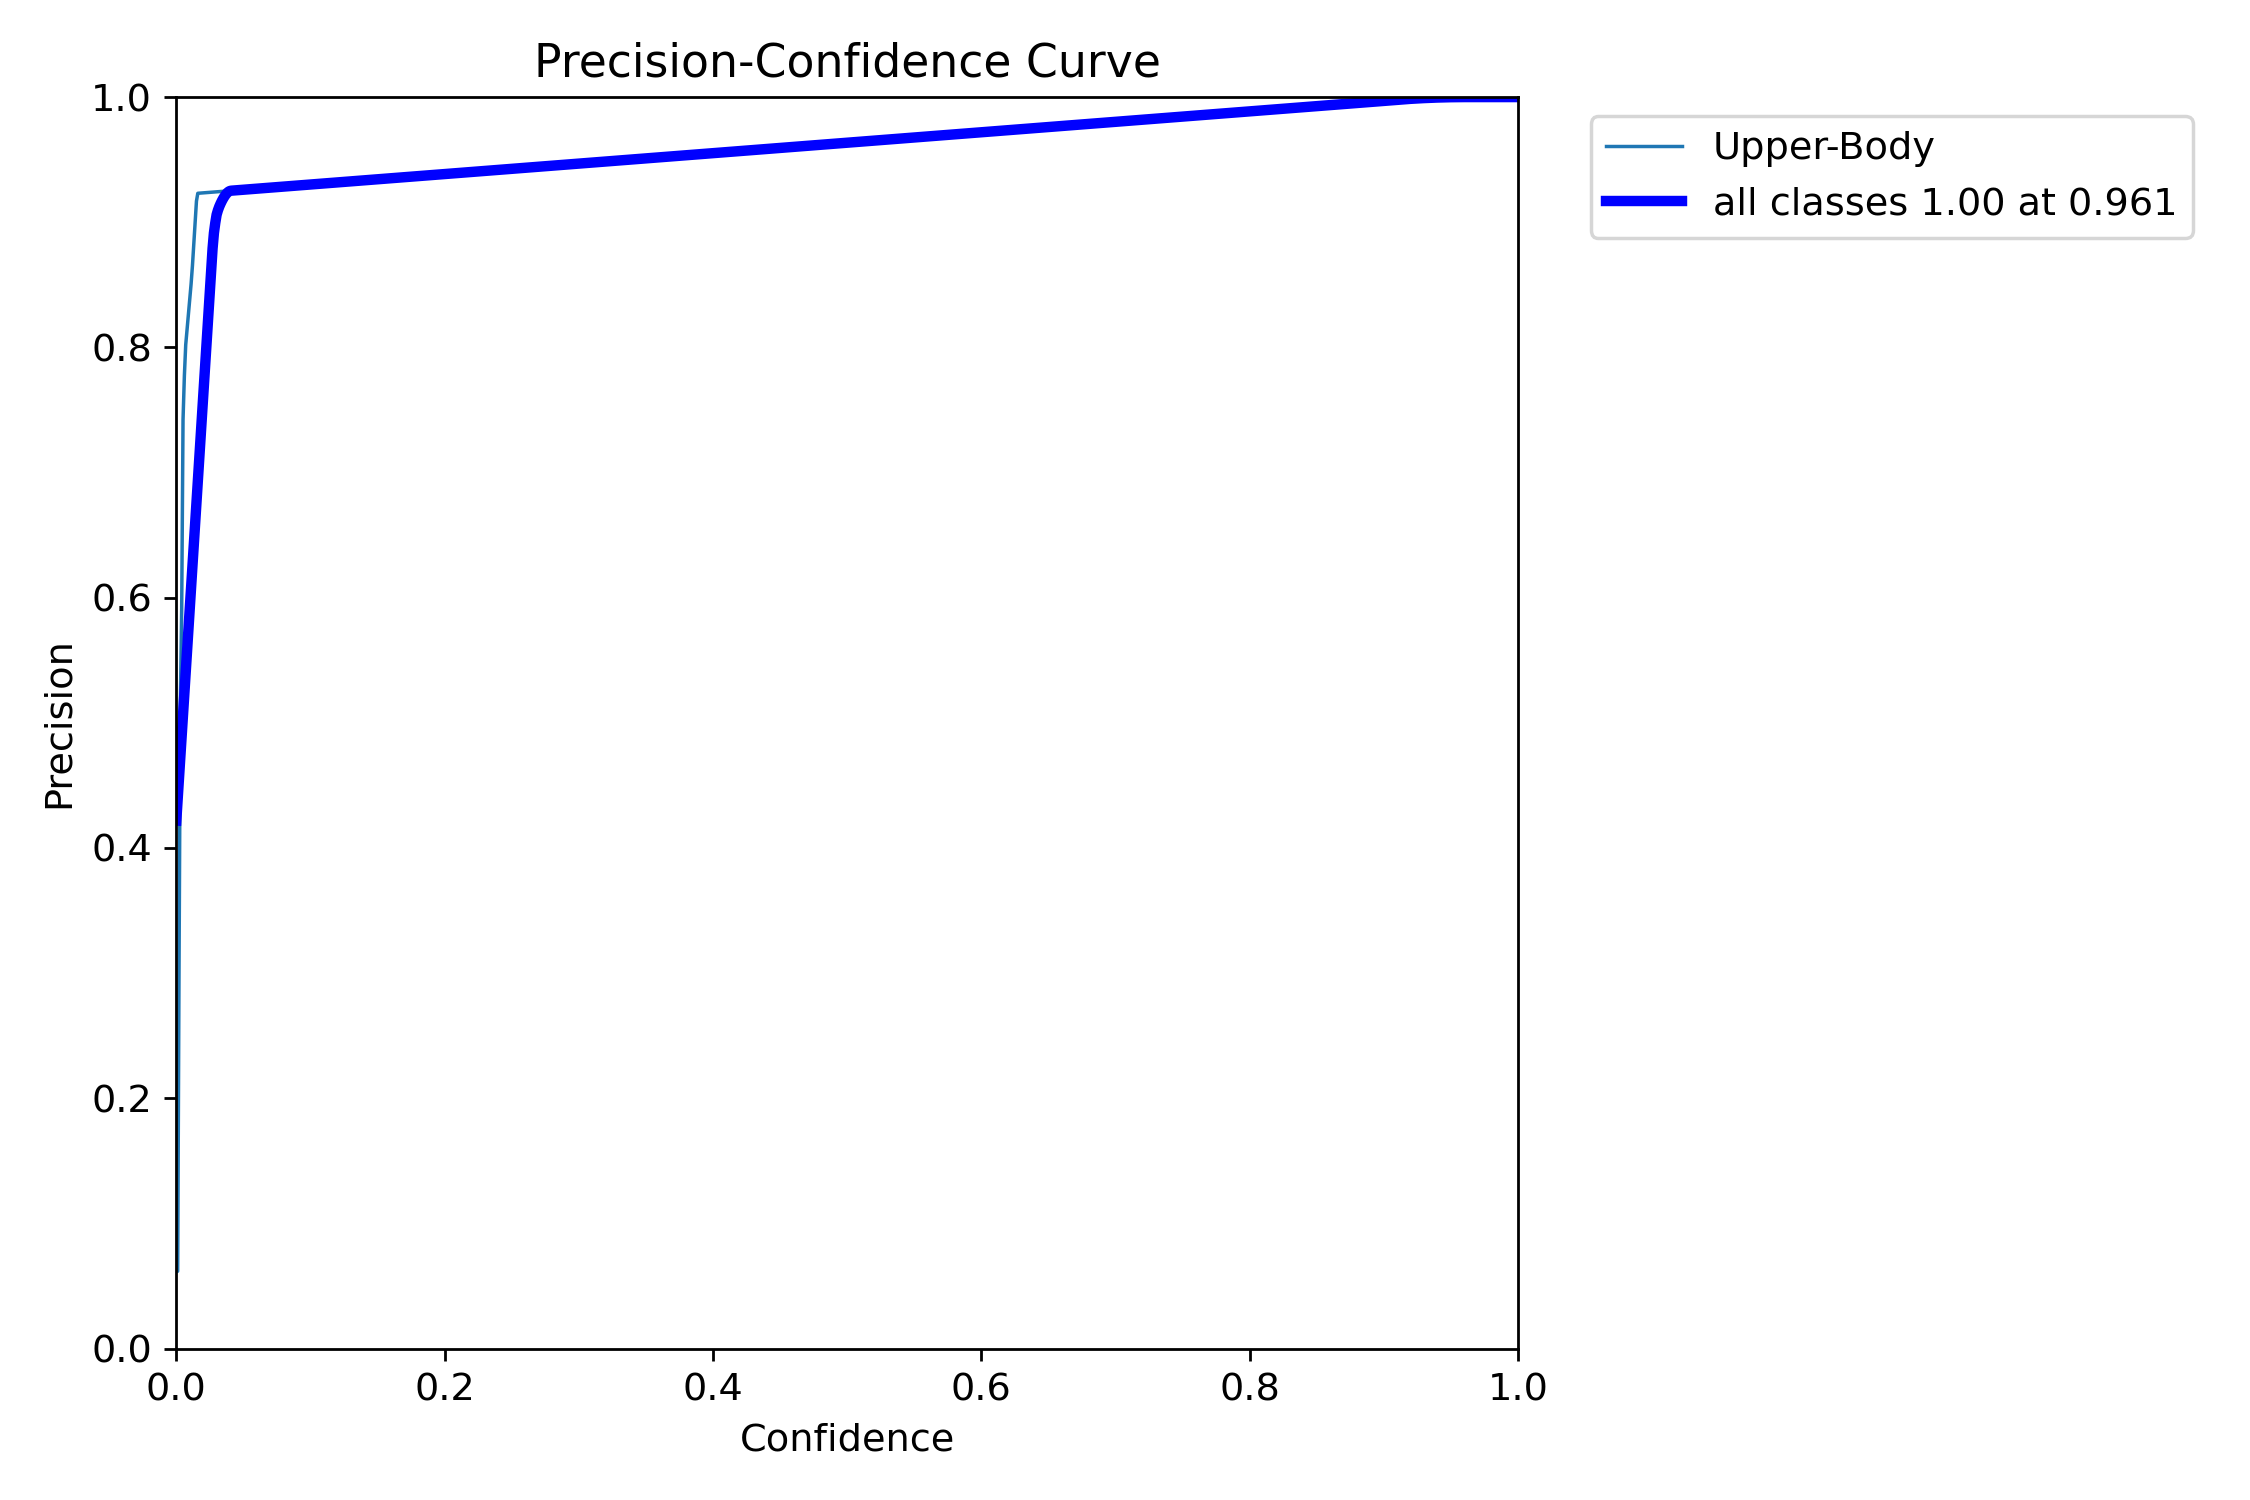 Precision-Confidence Curve
1.0
0.8
0.6
0.4
0.2
0.0
Precision
0.0 0.2 0.4 0.6 0.8 1.0
Confidence
Upper-Body
all classes 1.00 at 0.961